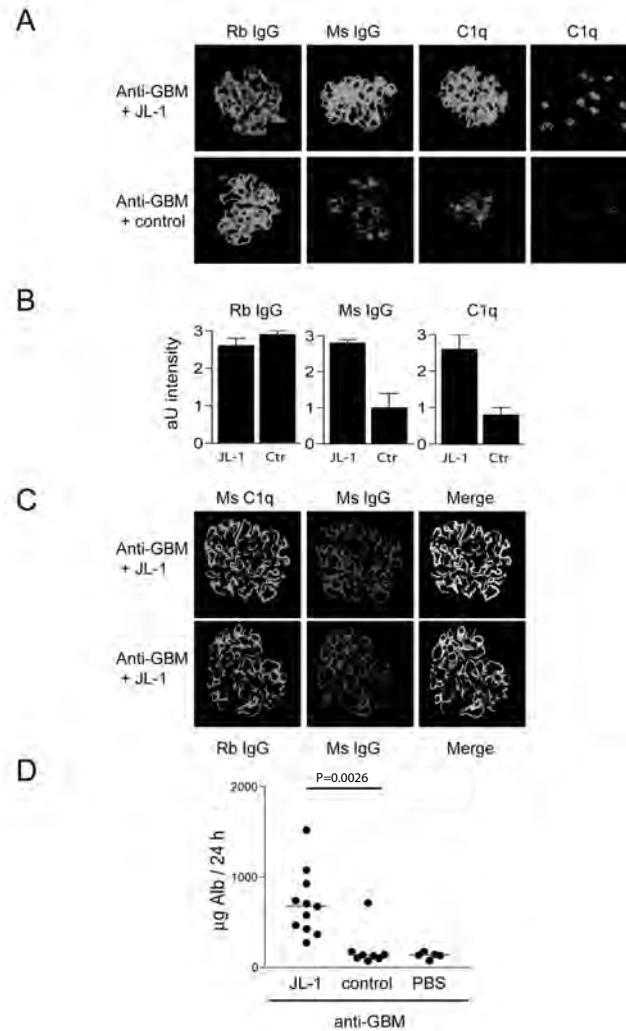 A
Rb IgG Ms IgG C1q C1q
Anti-GBM
+ JL-1
Anti-GBM
+ control
B
Rb IgG Ms IgG C1q
aU intensity
3 3 3
2 2 2
1 1 1
0 0 0
JL-1 Ctr JL-1 Ctr JL-1 Ctr
C
Ms C1q Ms IgG Merge
Anti-GBM
+ JL-1
Anti-GBM
+ JL-1
Rb IgG Ms IgG Merge
D
P=0.0026
µg Alb / 24 h
2000
1000
0
JL-1 control PBS
anti-GBM